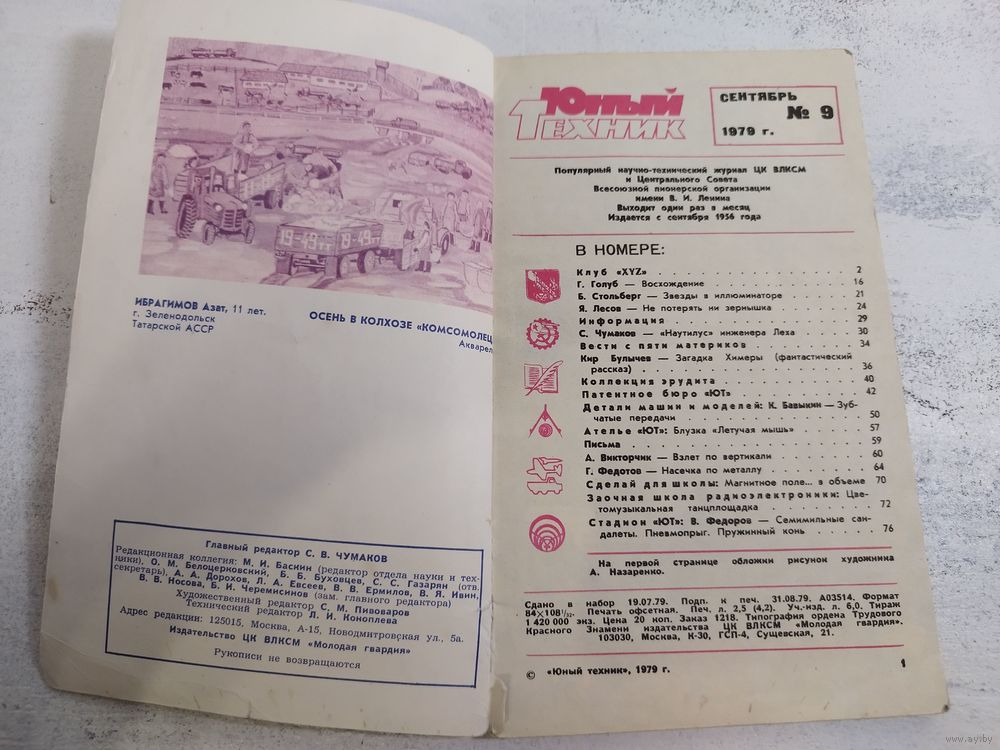 19-49 ТТ
19-49
ИБРАГИМОВ Азат, 11 лет.
г. Зеленодольск
Татарской АССР
ОСЕНЬ В КОЛХОЗЕ «КОМСОМОЛЕЦ
Акварел
Главный редактор С. В. ЧУМАКОВ
Редакционная коллегия: М. И. Баскин (редактор отдела науки и тех-
ники), О. М. Белоцерковский, Б. Б. Буховцев, С. С. Газарян (отв.
секретарь), А. А. Дорохов, Л. А. Евсеев, В. В. Ермилов, В. Я. Ивин,
В. В. Носова, Б. И. Черемисинов (зам. главного редактора)
Художественный редактор С. М. Пивоваров
Технический редактор Л. И. Коноплева
Адрес редакции: 125015, Москва, А-15, Новодмитровская ул., 5а.
Издательство ЦК ВЛКСМ «Молодая гвардия»
Рукописи не возвращаются
Юный
Техник
СЕНТЯБРЬ
№ 9
1979 г.
Популярный научно-технический журнал ЦК ВЛКСМ
и Центрального Совета
Всесоюзной пионерской организации
имени В. И. Ленина
Выходит один раз в месяц
Издается с сентября 1956 года
В НОМЕРЕ:
Клуб «XYZ» . . . . . . . . . . . . 2
Г. Голуб — Восхождение . . . . . . . . 16
Б. Стольберг — Звезды в иллюминаторе . . . . 21
Я. Лесов — Не потерять ни зернышка . . . . 24
Информация . . . . . . . . . . . . 29
С. Чумаков — «Наутилус» инженера Леха . . . . 30
Вести с пяти материков . . . . . . . . 34
Кир Булычев — Загадка Химеры (фантастический
рассказ) . . . . . . . . . . . . 36
Коллекция эрудита . . . . . . . . . . 40
Патентное бюро «ЮТ» . . . . . . . . . 42
Детали машин и моделей: К. Бавыкин — Зуб-
чатые передачи . . . . . . . . . . 50
Ателье «ЮТ»: Блузка «Летучая мышь» . . . . 57
Письма . . . . . . . . . . . . . 59
А. Викторчик — Взлет по вертикали . . . . . 60
Г. Федотов — Насечка по металлу . . . . . . 64
Сделай для школы: Магнитное поле... в объеме 70
Заочная школа радиоэлектроники: Цве-
томузыкальная танцплощадка . . . . . . 72
Стадион «ЮТ»: В. Федоров — Семимильные сан-
далеты. Пневмопрыг. Пружинный конь . . . . 76
На первой странице обложки рисунок художника
А. Назаренко.
Сдано в набор 19.07.79. Подп. к печ. 31.08.79. А03514. Формат
84×108¹/₃₂. Печать офсетная. Печ. л. 2,5 (4,2). Уч.-изд. л. 6,0. Тираж
1 420 000 экз. Цена 20 коп. Заказ 1218. Типография ордена Трудового
Красного Знамени издательства ЦК ВЛКСМ «Молодая гвардия».
103030, Москва, К-30, ГСП-4, Сущевская, 21.
© «Юный техник», 1979 г.
1
www.ay.by